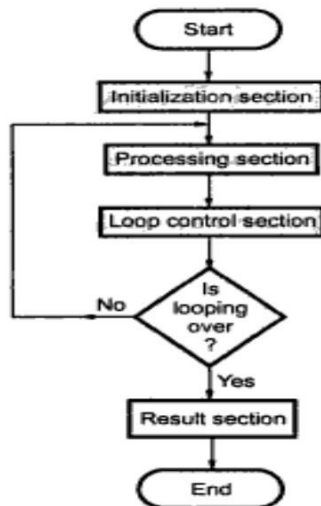 Start
Initialization section
Processing section
Loop control section
Is
looping
over
?
No
Yes
Result section
End